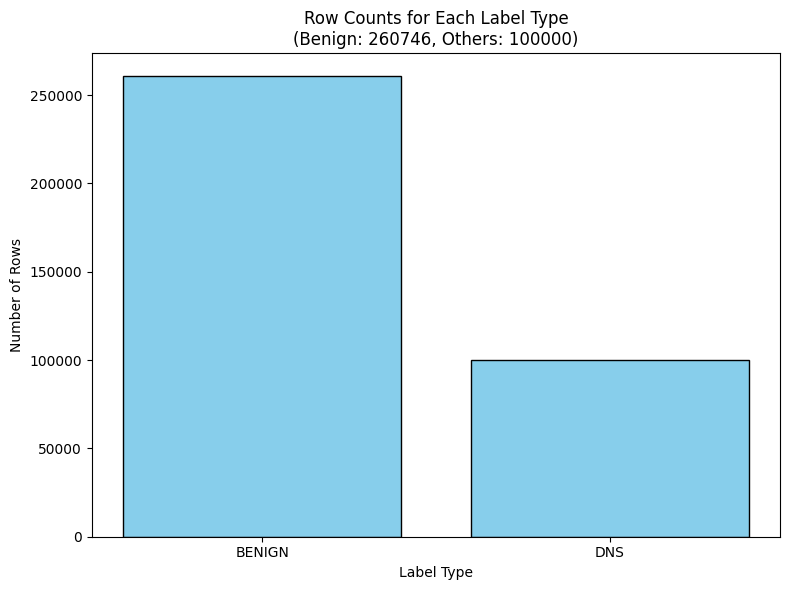 Row Counts for Each Label Type
(Benign: 260746, Others: 100000)
Number of Rows
250000
200000
150000
100000
50000
0
BENIGN
DNS
Label Type